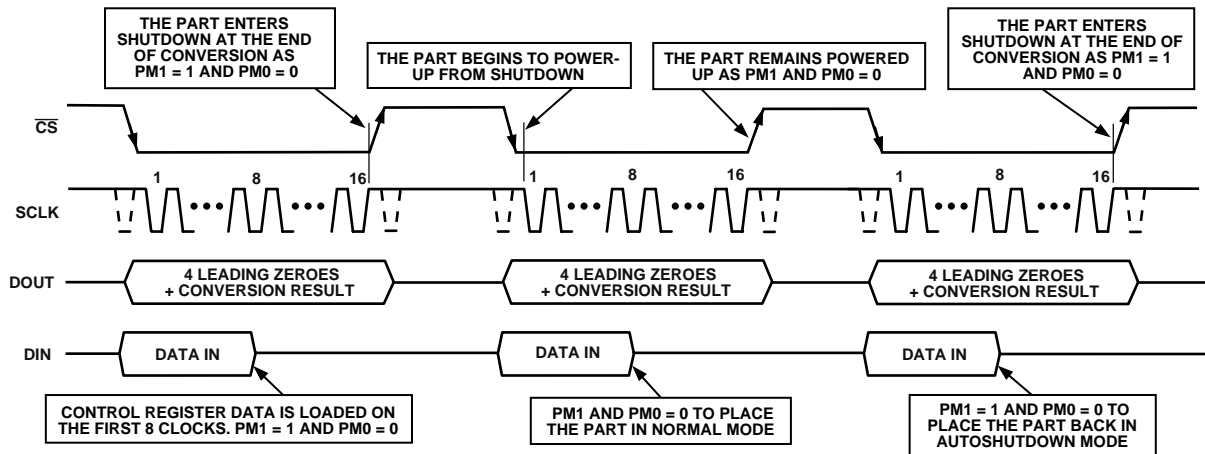 THE PART ENTERS
SHUTDOWN AT THE END
OF CONVERSION AS
PM1 = 1 AND PM0 = 0
THE PART BEGINS TO POWER-
UP FROM SHUTDOWN
THE PART REMAINS POWERED
UP AS PM1 AND PM0 = 0
THE PART ENTERS
SHUTDOWN AT THE END OF
CONVERSION AS PM1 = 1
AND PM0 = 0
CS
1 8 16 1 8 16 1 8 16
SCLK
DOUT
4 LEADING ZEROES
+ CONVERSION RESULT
4 LEADING ZEROES
+ CONVERSION RESULT
4 LEADING ZEROES
+ CONVERSION RESULT
DIN
DATA IN
DATA IN
DATA IN
CONTROL REGISTER DATA IS LOADED ON
THE FIRST 8 CLOCKS. PM1 = 1 AND PM0 = 0
PM1 AND PM0 = 0 TO PLACE
THE PART IN NORMAL MODE
PM1 = 1 AND PM0 = 0 TO
PLACE THE PART BACK IN
AUTOSHUTDOWN MODE